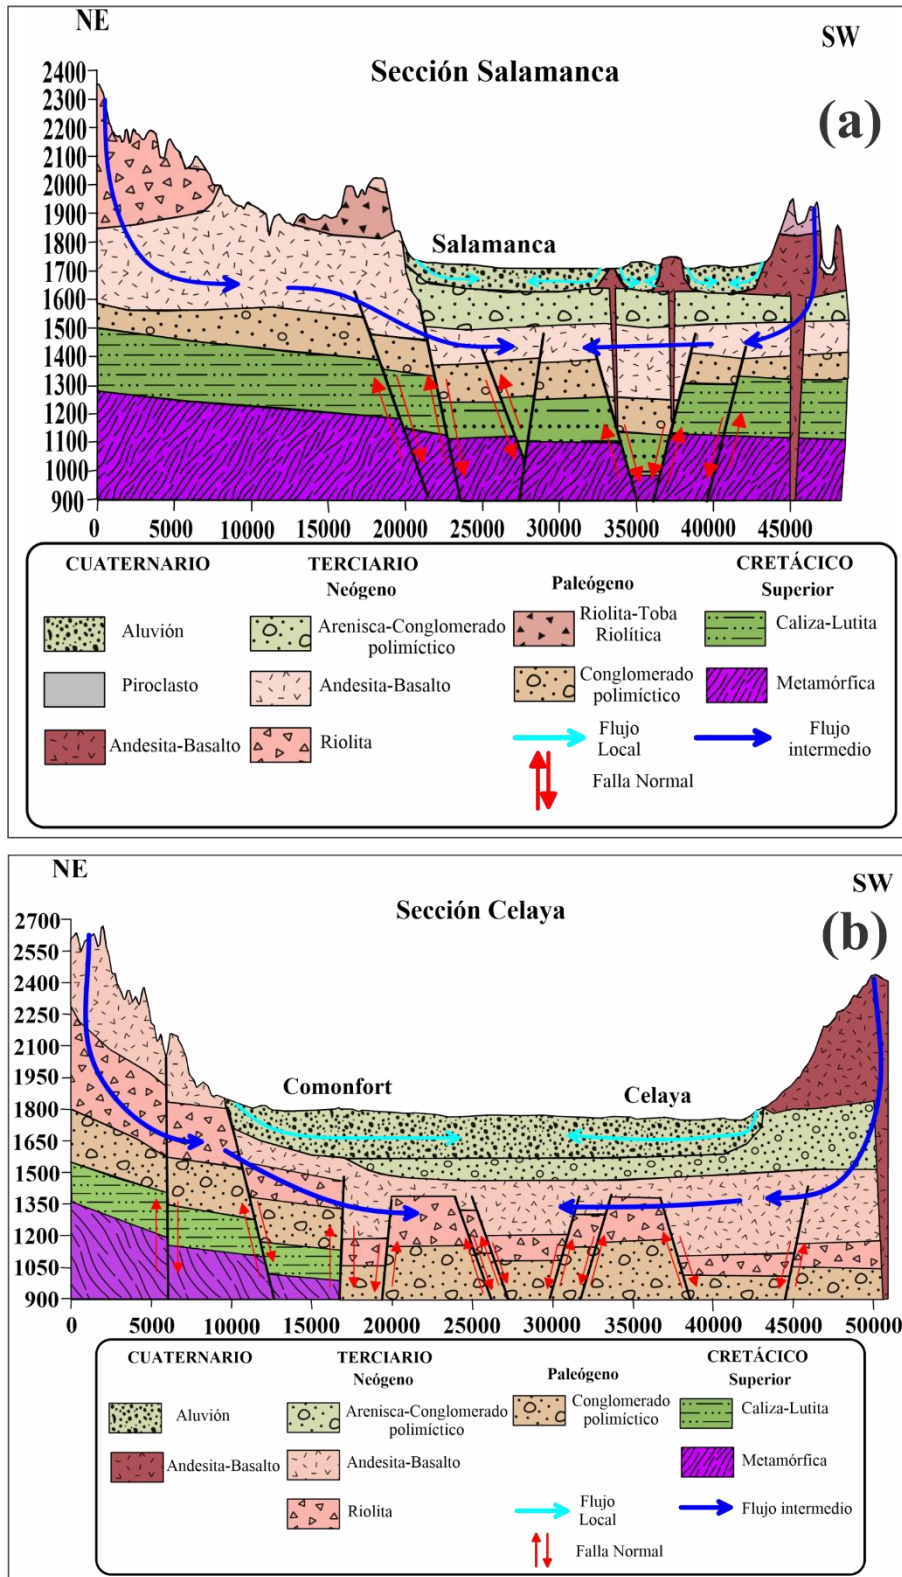 NE
SW
Sección Salamanca
(a)
2400
2300
2200
2100
2000
1900
1800
1700
1600
1500
1400
1300
1200
1100
1000
900
Salamanca
0 5000 10000 15000 20000 25000 30000 35000 40000 45000
CUATERNARIO
TERCIARIO
Neógeno
Paleógeno
CRETÁCICO
Superior
Aluvión
Arenisca-Conglomerado
polimíctico
Riolita-Toba
Riolítica
Caliza-Lutita
Piroclasto
Andesita-Basalto
Conglomerado
polimíctico
Metamórfica
Andesita-Basalto
Riolita
Flujo
Local
Flujo
intermedio
Falla Normal
NE
SW
Sección Celaya
(b)
2700
2550
2400
2250
2100
1950
1800
1650
1500
1350
1200
1050
900
Comonfort
Celaya
0 5000 10000 15000 20000 25000 30000 35000 40000 45000 50000
CUATERNARIO
TERCIARIO
Neógeno
Paleógeno
CRETÁCICO
Superior
Aluvión
Arenisca-Conglomerado
polimíctico
Conglomerado
polimíctico
Caliza-Lutita
Andesita-Basalto
Andesita-Basalto
Metamórfica
Riolita
Flujo
Local
Flujo intermedio
Falla Normal